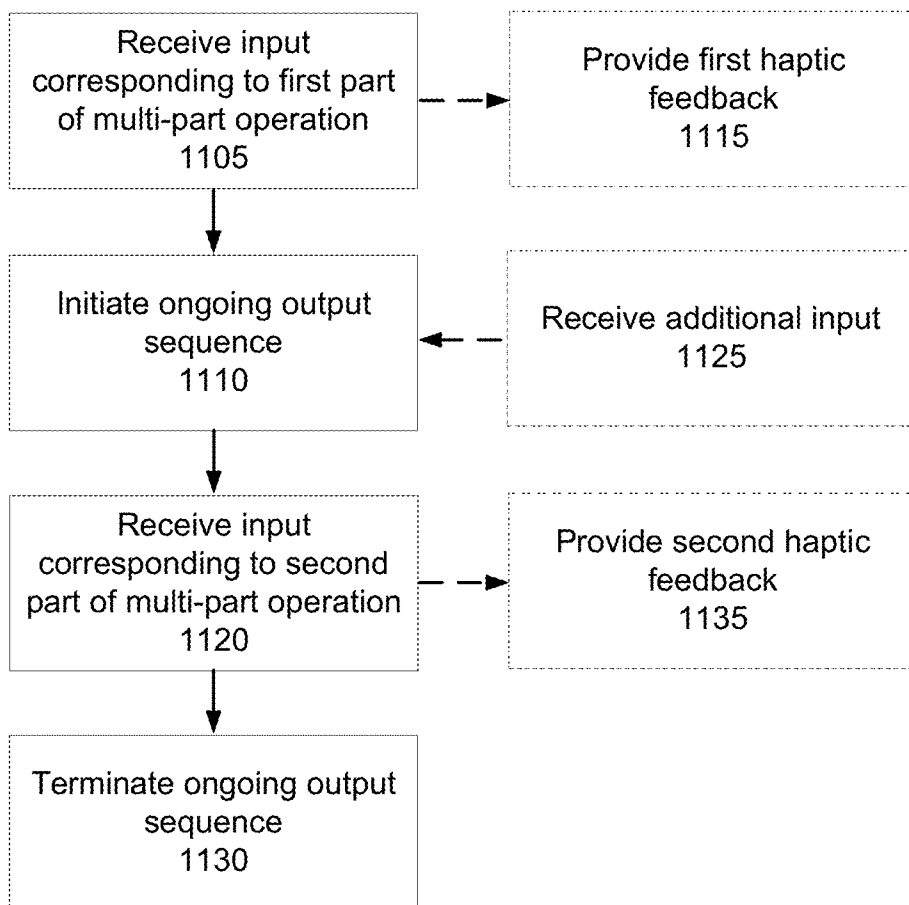 Receive input
corresponding to first part
of multi-part operation
1105
Provide first haptic
feedback
1115
Initiate ongoing output
sequence
1110
Receive additional input
1125
Receive input
corresponding to second
part of multi-part operation
1120
Provide second haptic
feedback
1135
Terminate ongoing output
sequence
1130